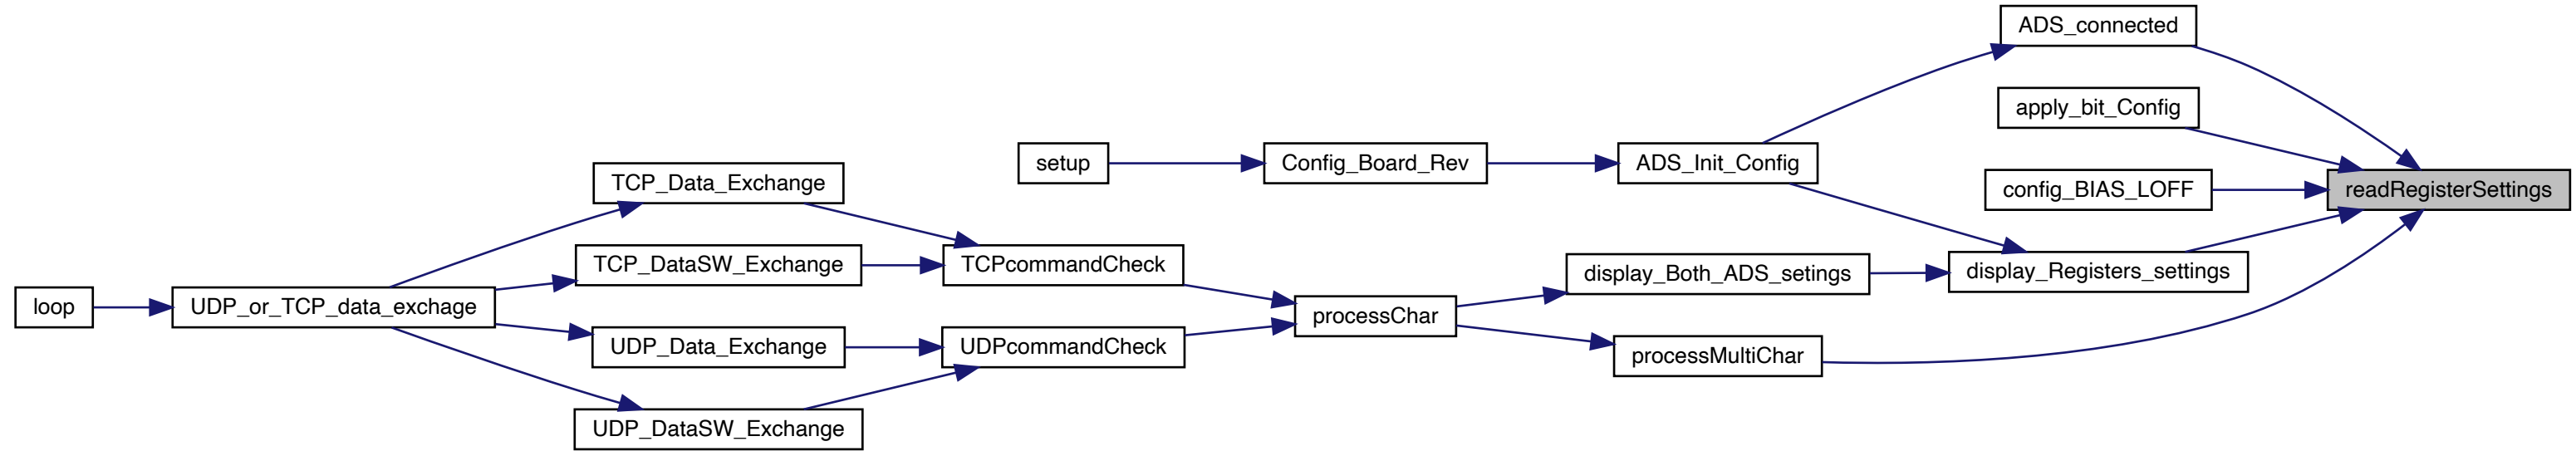 loop
UDP_or_TCP_data_exchage
TCP_Data_Exchange
TCP_DataSW_Exchange
UDP_Data_Exchange
UDP_DataSW_Exchange
TCPcommandCheck
UDPcommandCheck
setup
Config_Board_Rev
processChar
ADS_Init_Config
display_Both_ADS_setings
processMultiChar
ADS_connected
apply_bit_Config
config_BIAS_LOFF
display_Registers_settings
readRegisterSettings